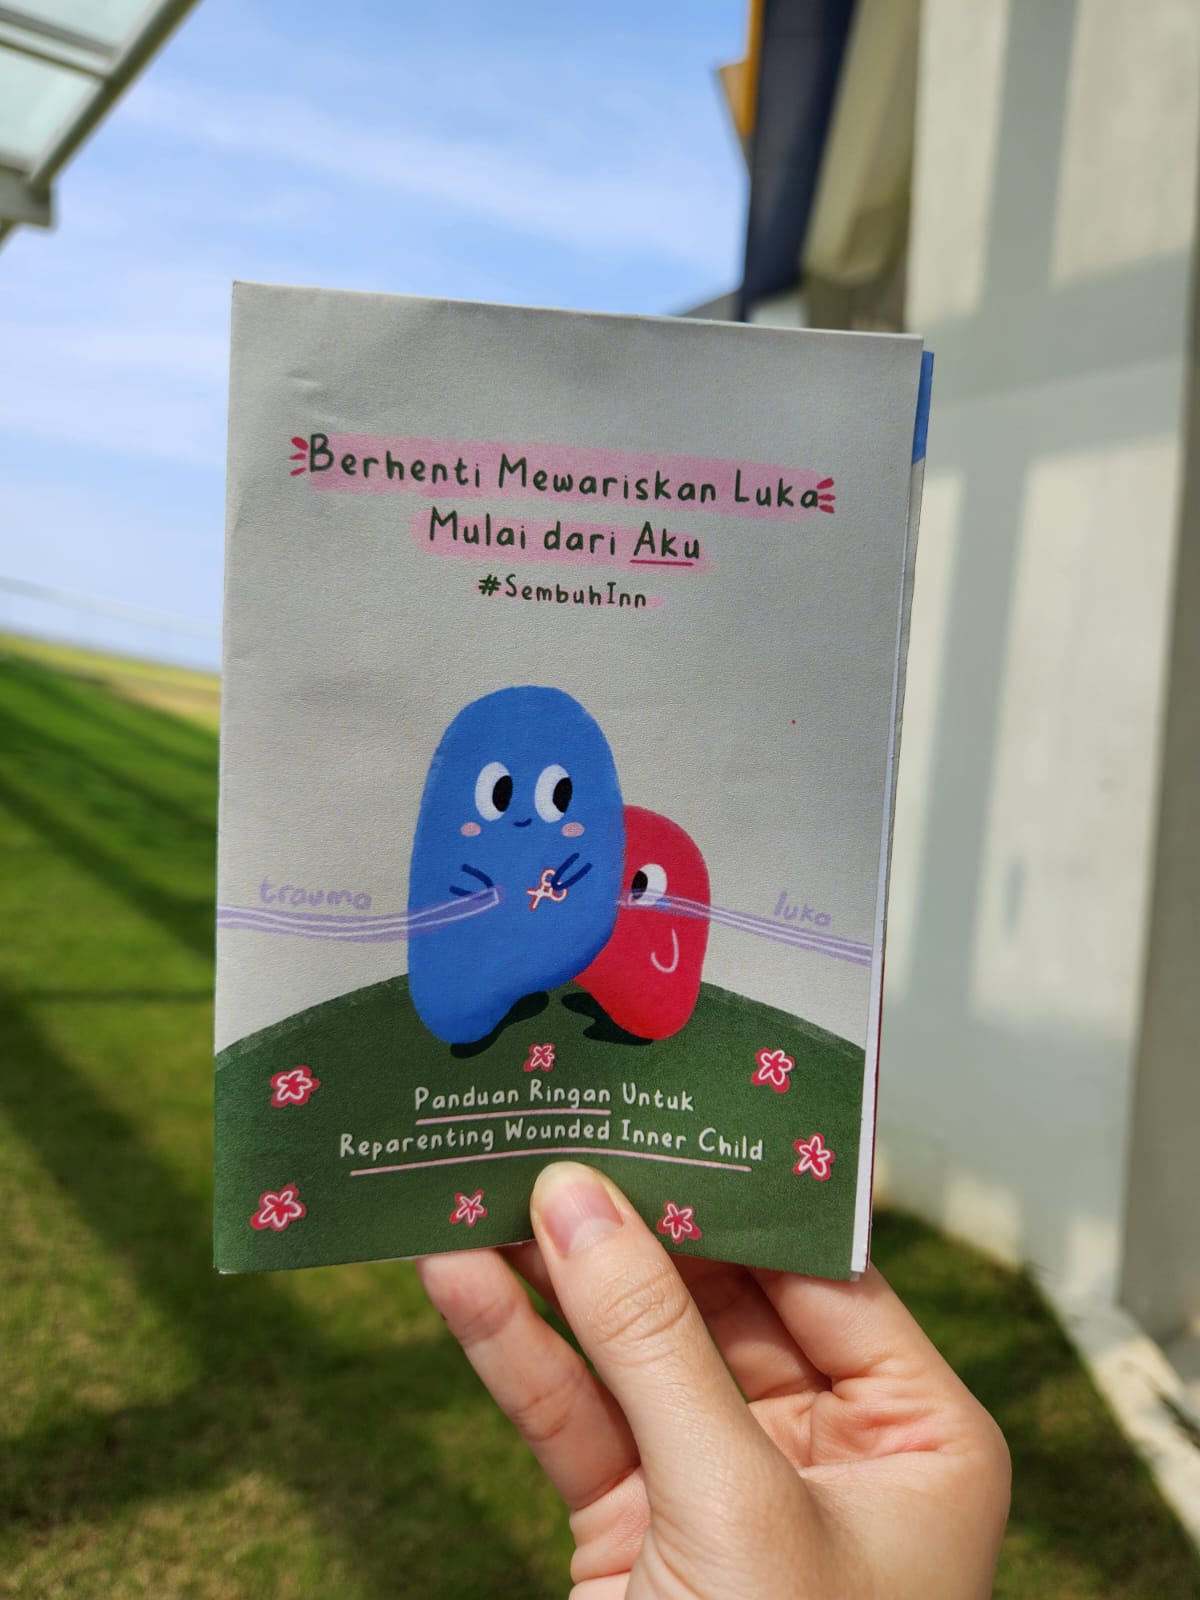 Berhenti Mewariskan Luka
Mulai dari Aku
#SembuhInn
trauma
luka
Panduan Ringan Untuk
Reparenting Wounded Inner Child